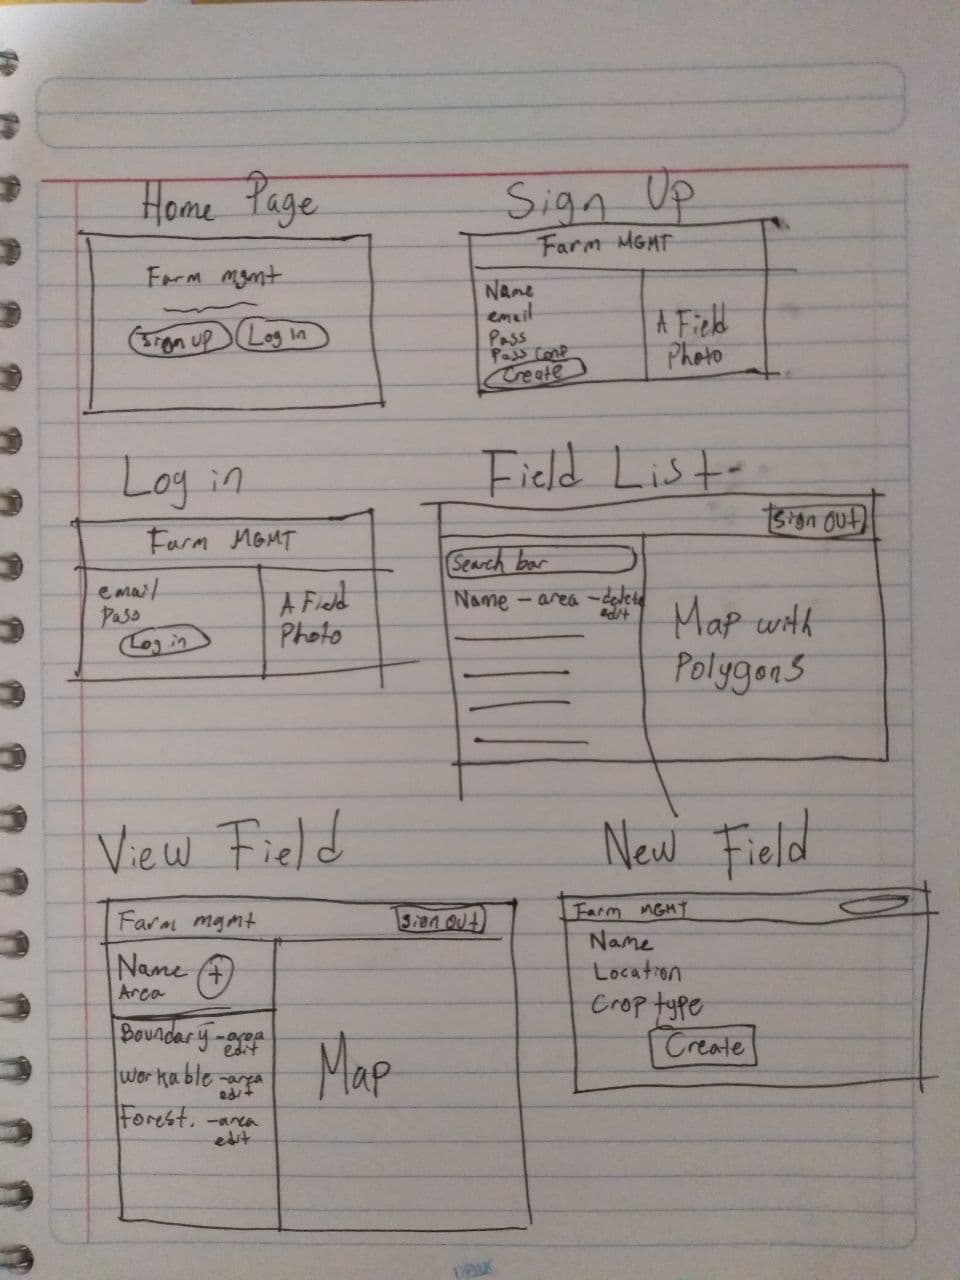 Home Page
Farm mgmt
Sign up
Log in
Sign Up
Farm MGMT
Name
email
Pass
Pass conf
Create
A Field
Photo
Log in
Farm MGMT
email
Pass
Log in
A Field
Photo
Field List
Sign out
Search bar
Name - area - delete
edit
Map with
Polygons
View Field
Farm mgmt
Sign out
Name +
Area
Boundary - area
edit
workable - area
edit
Forest. - area
edit
Map
New Field
Farm MGMT
Name
Location
Crop type
Create